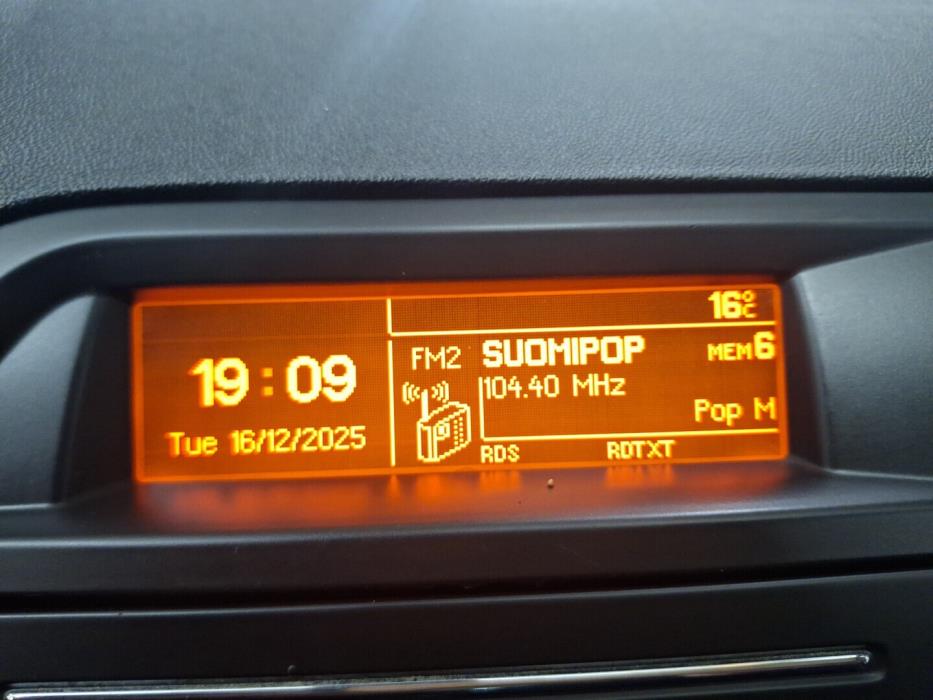 19:09
Tue 16/12/2025
16°C
FM2 SUOMIPOP MEM6
104.40 MHz
Pop M
RDS RDTXT